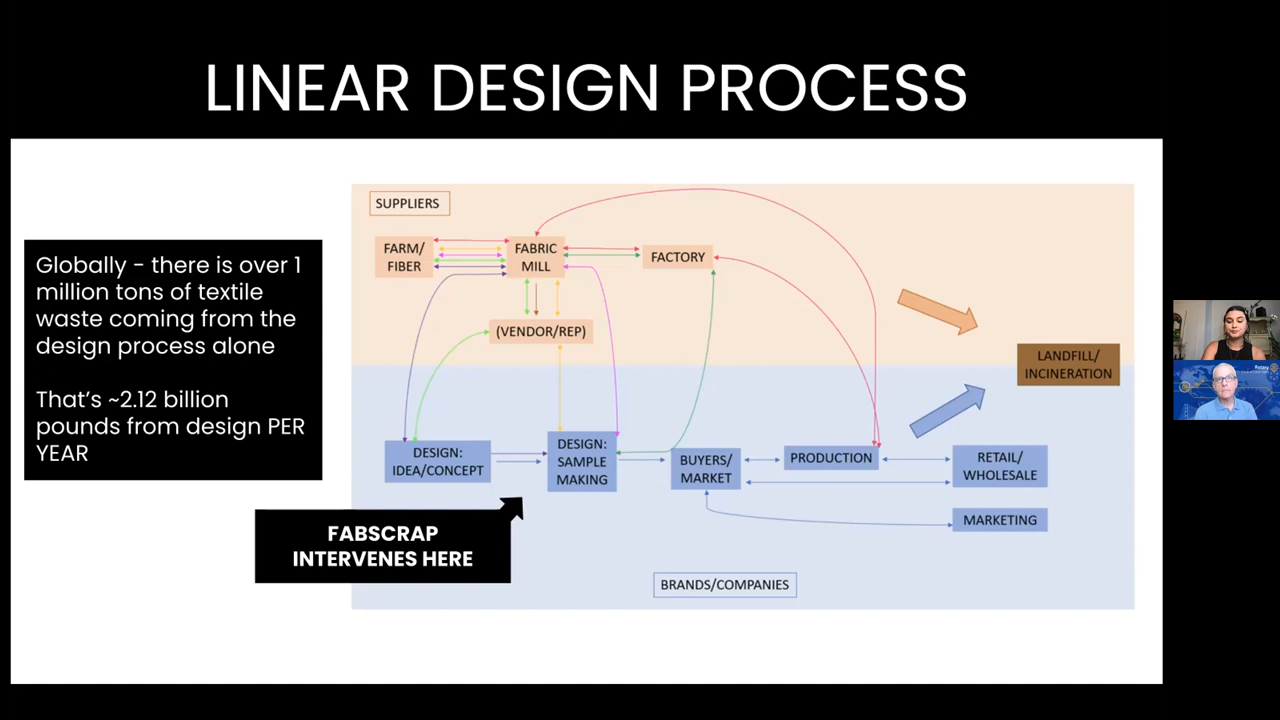 LINEAR DESIGN PROCESS
Globally - there is over 1
million tons of textile
waste coming from the
design process alone
That's ~2.12 billion
pounds from design PER
YEAR
SUPPLIERS
FARM/
FIBER
FABRIC
MILL
FACTORY
(VENDOR/REP)
LANDFILL/
INCINERATION
DESIGN:
IDEA/CONCEPT
DESIGN:
SAMPLE
MAKING
BUYERS/
MARKET
PRODUCTION
RETAIL/
WHOLESALE
MARKETING
FABSCRAP
INTERVENES HERE
BRANDS/COMPANIES
Rotary